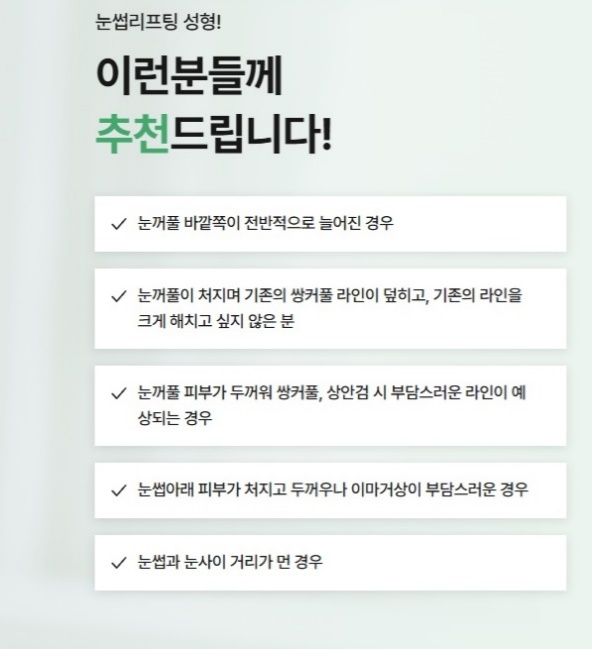 눈썹리프팅 성형!
이런분들께
추천드립니다!
눈꺼풀 바깥쪽이 전반적으로 늘어진 경우
눈꺼풀이 처지며 기존의 쌍커풀 라인이 덮히고, 기존의 라인을
크게 해치고 싶지 않은 분
눈꺼풀 피부가 두꺼워 쌍커풀, 상안검 시 부담스러운 라인이 예
상되는 경우
눈썹아래 피부가 처지고 두꺼우나 이마거상이 부담스러운 경우
눈썹과 눈사이 거리가 먼 경우